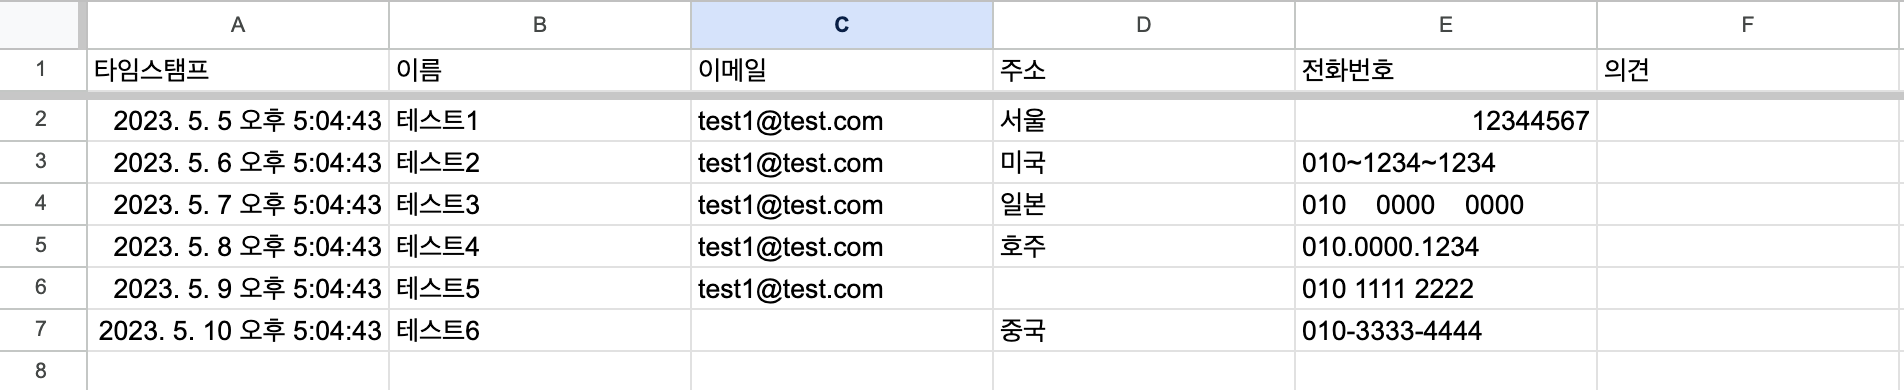 A B C D E F
1 타임스탬프 이름 이메일 주소 전화번호 의견
2 2023. 5. 5 오후 5:04:43 테스트1 test1@test.com 서울 12344567
3 2023. 5. 6 오후 5:04:43 테스트2 test1@test.com 미국 010~1234~1234
4 2023. 5. 7 오후 5:04:43 테스트3 test1@test.com 일본 010    0000    0000
5 2023. 5. 8 오후 5:04:43 테스트4 test1@test.com 호주 010.0000.1234
6 2023. 5. 9 오후 5:04:43 테스트5 test1@test.com 010 1111 2222
7 2023. 5. 10 오후 5:04:43 테스트6 중국 010-3333-4444
8